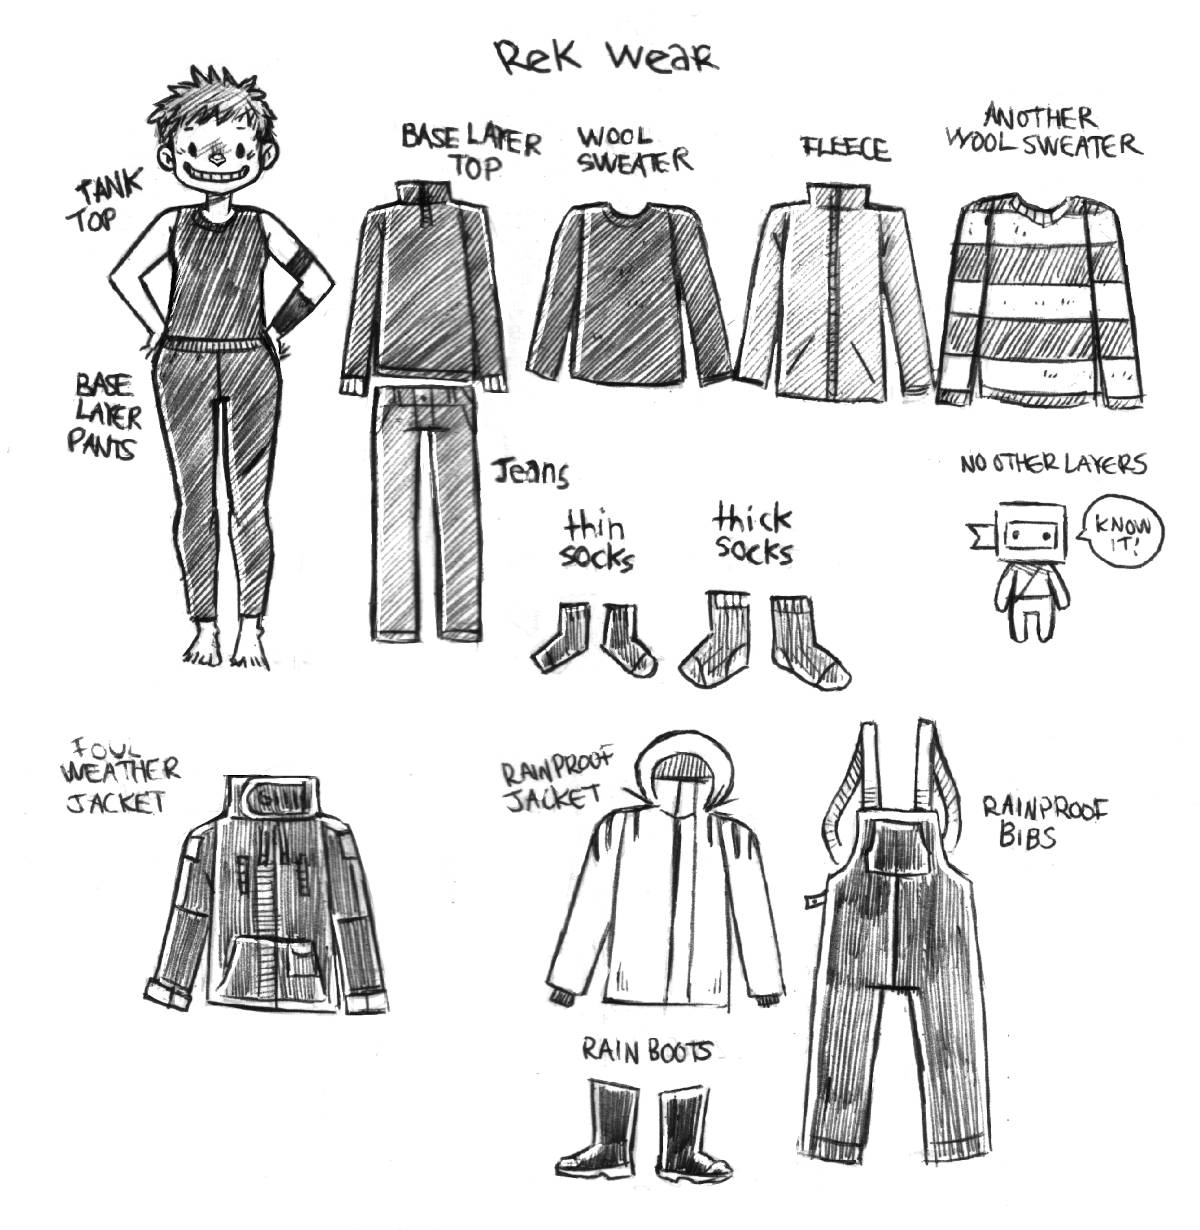 Rek Wear
TANK
TOP
BASE LAYER
TOP
WOOL
SWEATER
FLEECE
ANOTHER
WOOL SWEATER
BASE
LAYER
PANTS
Jeans
thin
socks
thick
socks
NO OTHER LAYERS
KNOW
IT!
FOUL
WEATHER
JACKET
RAINPROOF
JACKET
RAINPROOF
BIBS
RAIN BOOTS